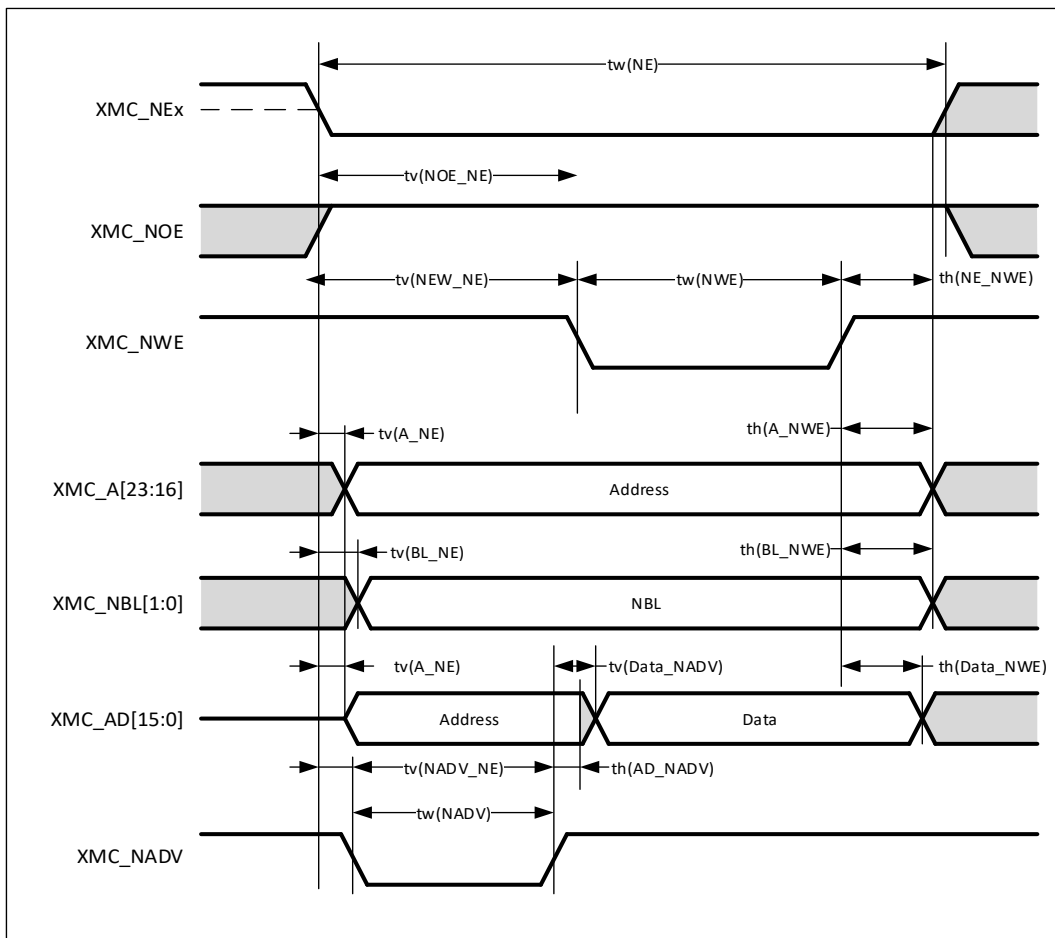 tw(NE)
XMC_NEx
tv(NOE_NE)
XMC_NOE
tv(NEW_NE)
tw(NWE)
th(NE_NWE)
XMC_NWE
tv(A_NE)
th(A_NWE)
XMC_A[23:16]
Address
tv(BL_NE)
th(BL_NWE)
XMC_NBL[1:0]
NBL
tv(A_NE)
tv(Data_NADV)
th(Data_NWE)
XMC_AD[15:0]
Address
Data
tv(NADV_NE)
th(AD_NADV)
tw(NADV)
XMC_NADV